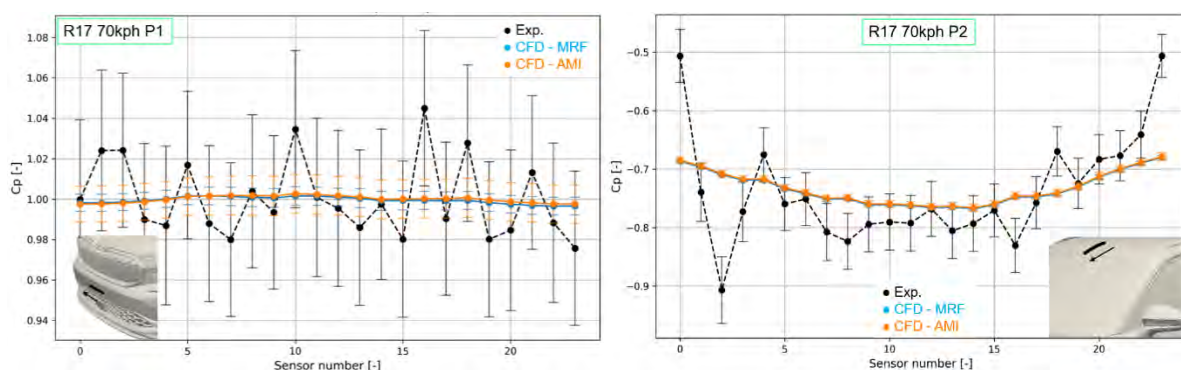 R17 70kph P1
Exp.
CFD - MRF
CFD - AMI
1.08
1.06
1.04
1.02
1.00
0.98
0.96
0.94
Cp [-]
0
5
10
15
20
Sensor number [-]
R17 70kph P2
-0.5
-0.6
-0.7
-0.8
-0.9
Cp [-]
Exp.
CFD - MRF
CFD - AMI
0
5
10
15
20
Sensor number [-]